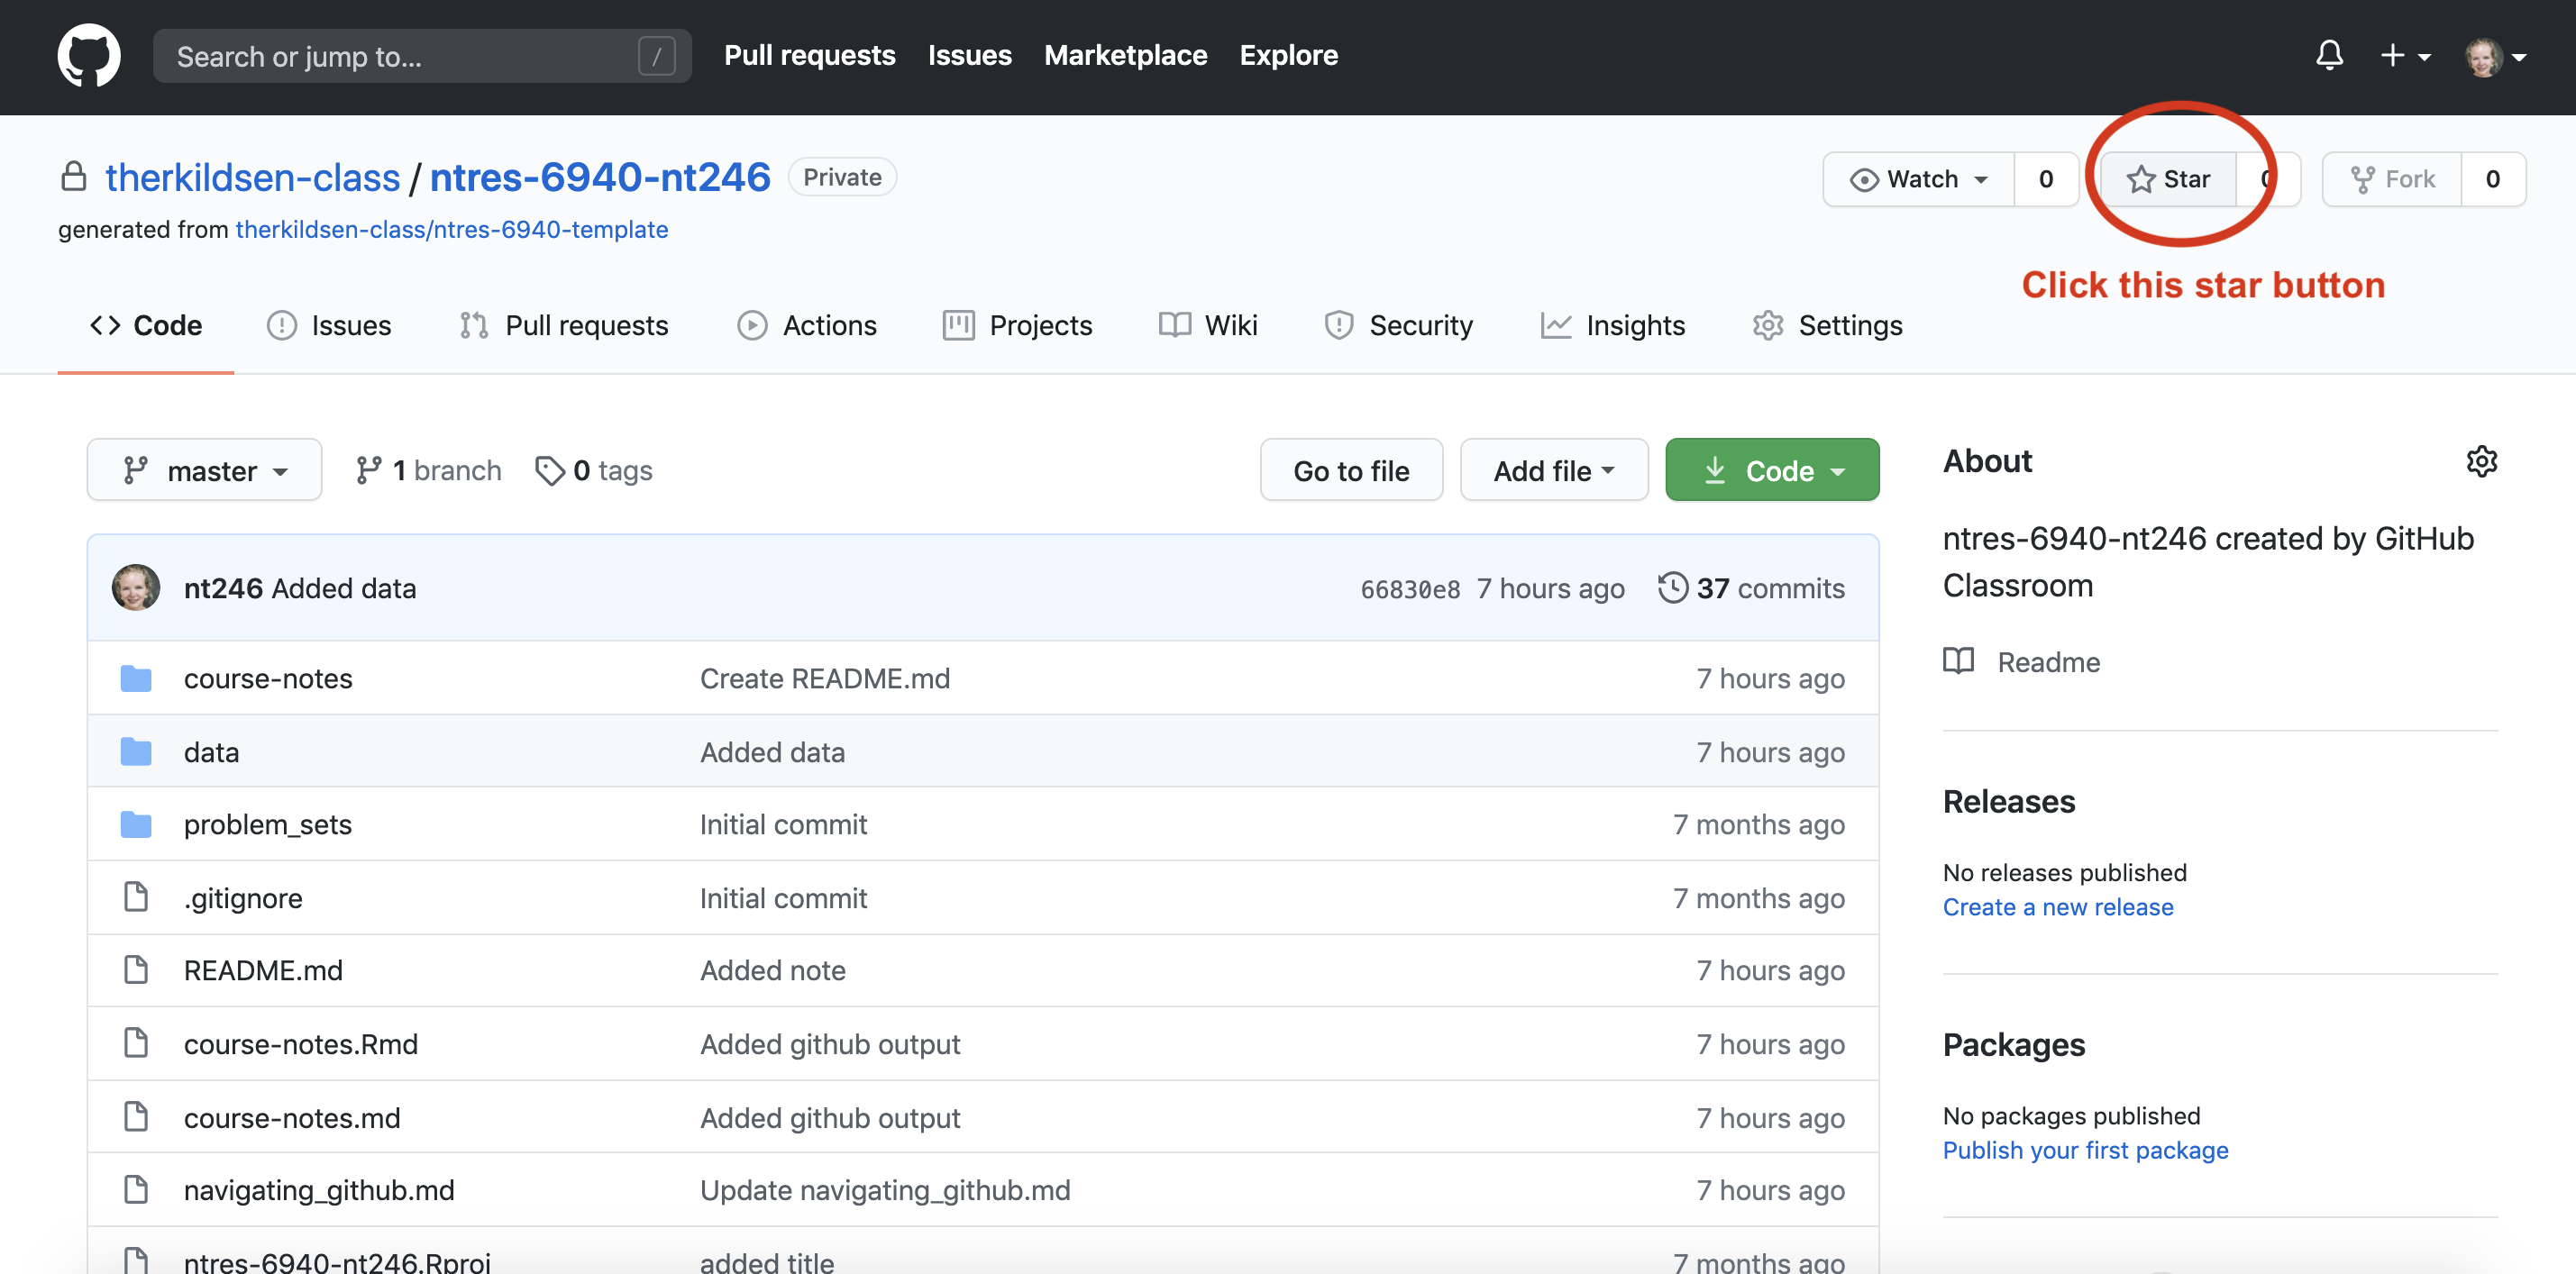 Search or jump to... / Pull requests Issues Marketplace Explore
therkildsen-class / ntres-6940-nt246 Private Watch 0 Star 0 Fork 0
generated from therkildsen-class/ntres-6940-template
Click this star button
Code Issues Pull requests Actions Projects Wiki Security Insights Settings
master 1 branch 0 tags Go to file Add file Code
About
ntres-6940-nt246 created by GitHub
Classroom
Readme
nt246 Added data 66830e8 7 hours ago 37 commits
course-notes Create README.md 7 hours ago
data Added data 7 hours ago
problem_sets Initial commit 7 months ago
.gitignore Initial commit 7 months ago
README.md Added note 7 hours ago
course-notes.Rmd Added github output 7 hours ago
course-notes.md Added github output 7 hours ago
navigating_github.md Update navigating_github.md 7 hours ago
ntres-6940-nt246.Rproj added title 7 months ago
Releases
No releases published
Create a new release
Packages
No packages published
Publish your first package